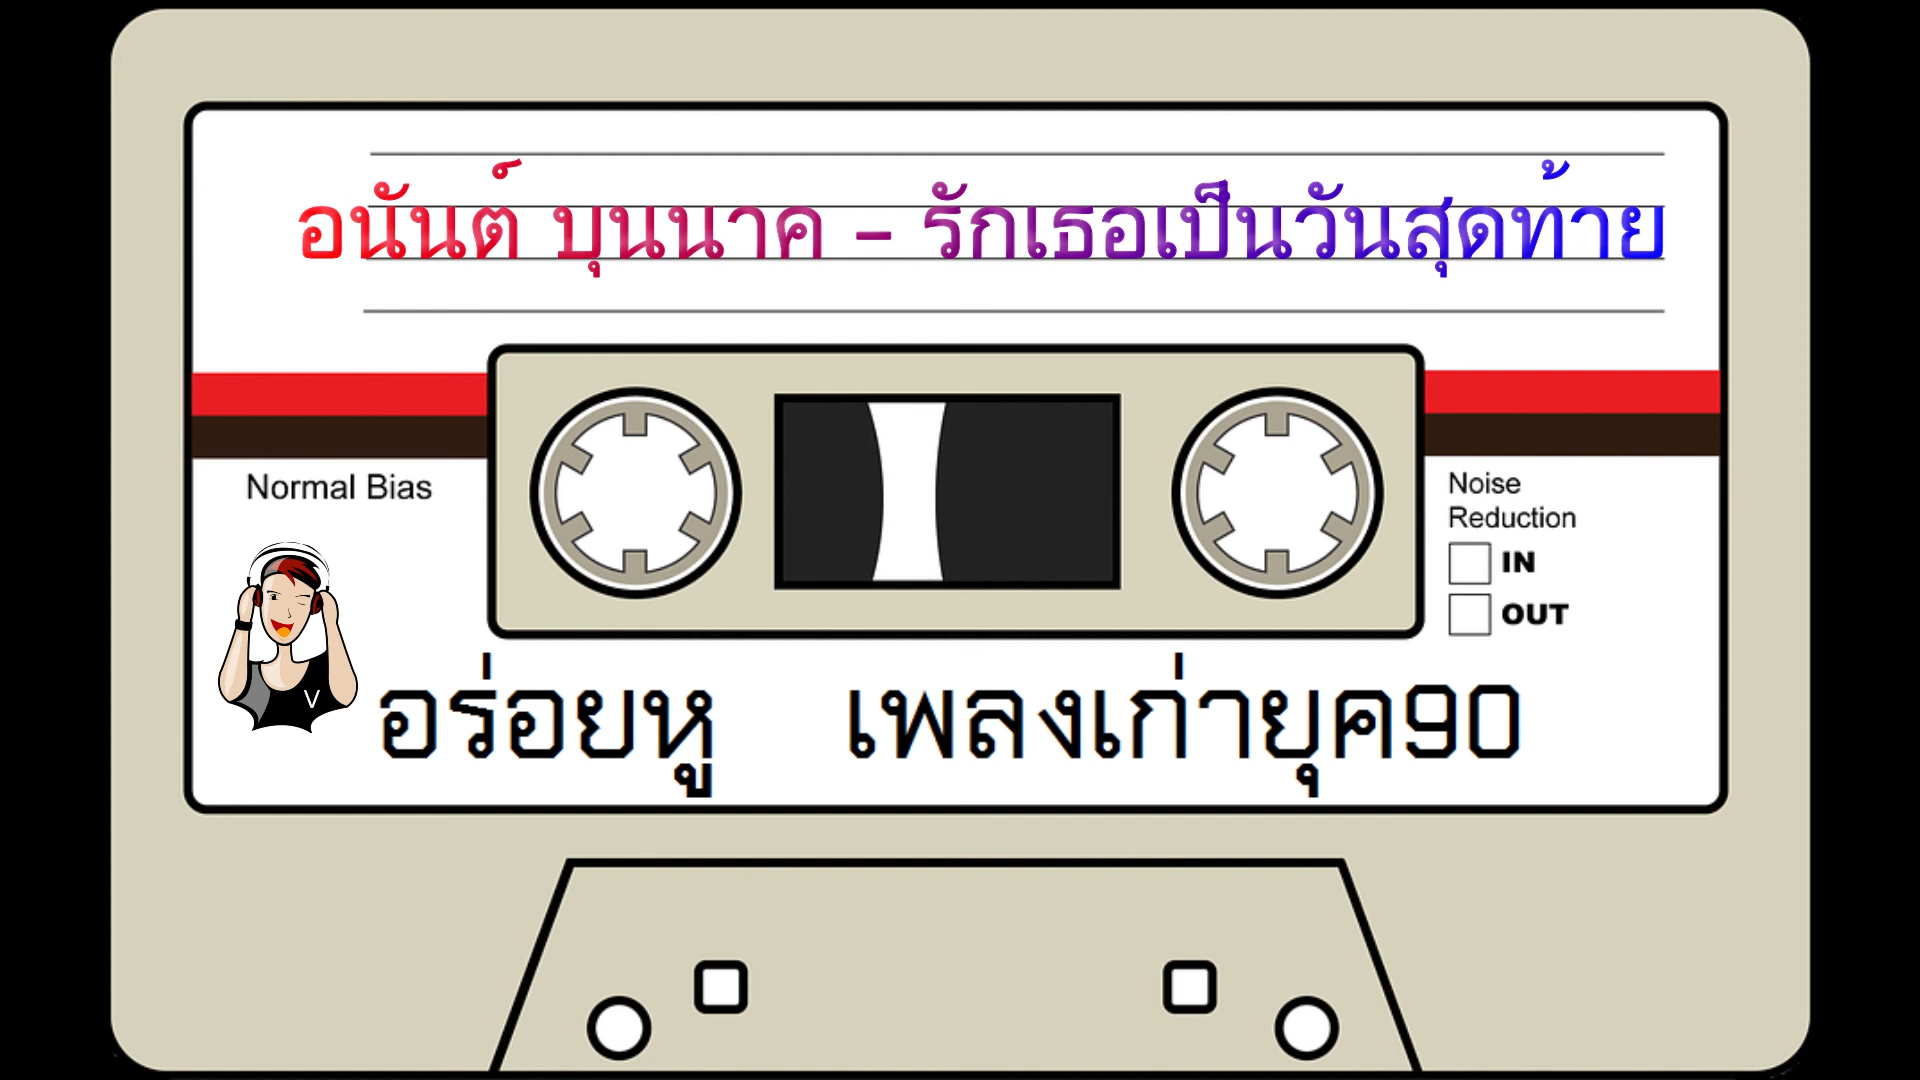 อนันต์ บุนนาค – รักเธอเป็นวันสุดท้าย
Normal Bias
Noise
Reduction
IN
OUT
V
อร่อยหู เพลงเก่ายุค90